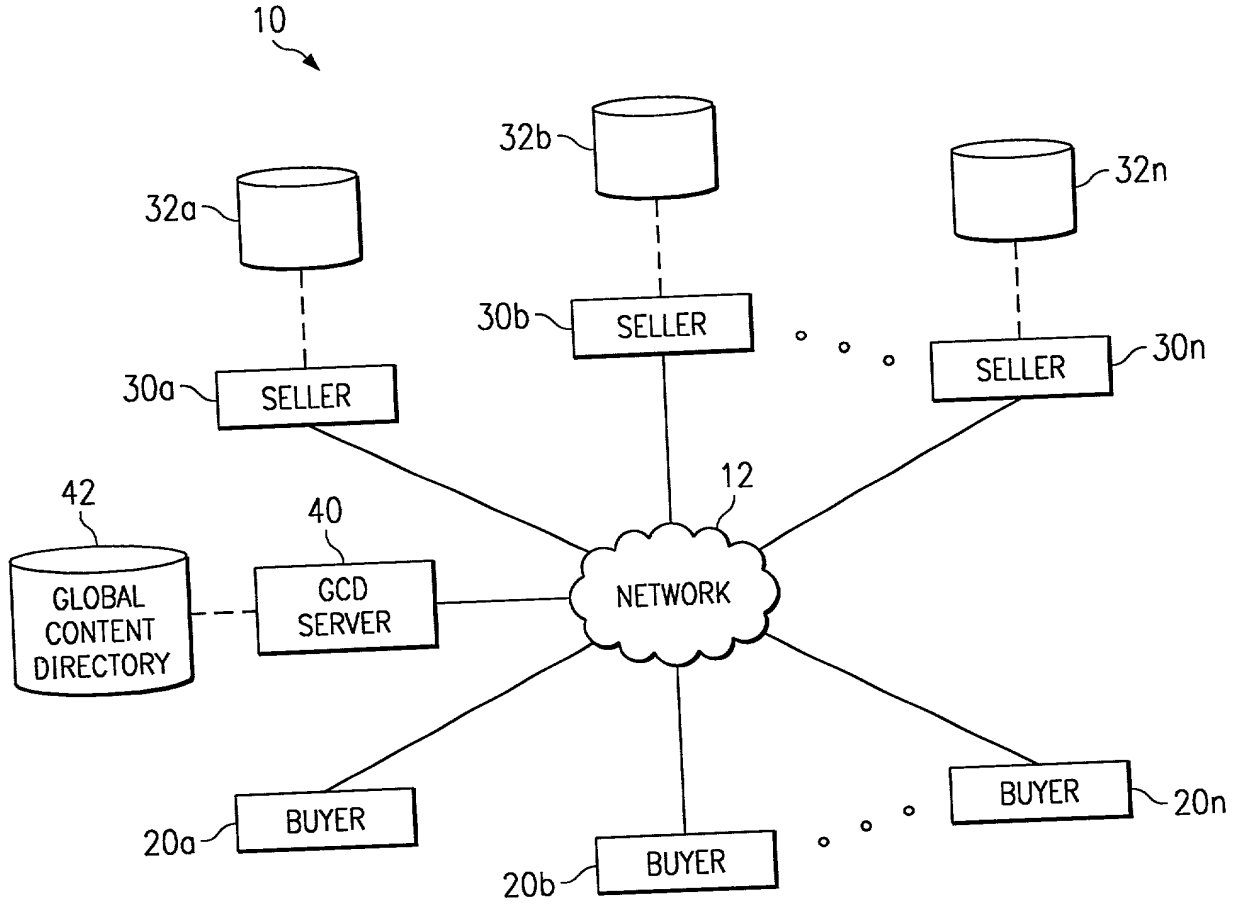 10
32b
32n
32a
30b
SELLER
30n
SELLER
30a
SELLER
12
42
40
GLOBAL
CONTENT
DIRECTORY
GCD
SERVER
NETWORK
BUYER
20a
BUYER
20n
BUYER
20b